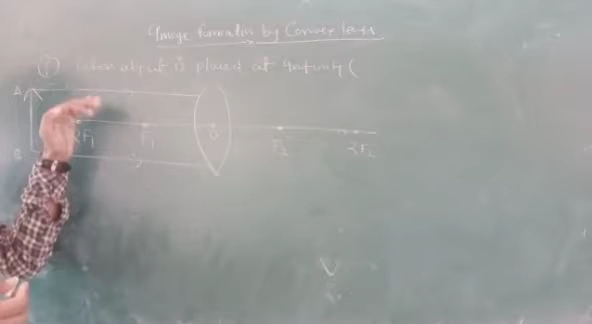 Image formation by Convex lens
(i) when object is placed at infinity (
A
2F₁ F₁ O F₂ 2F₂
B